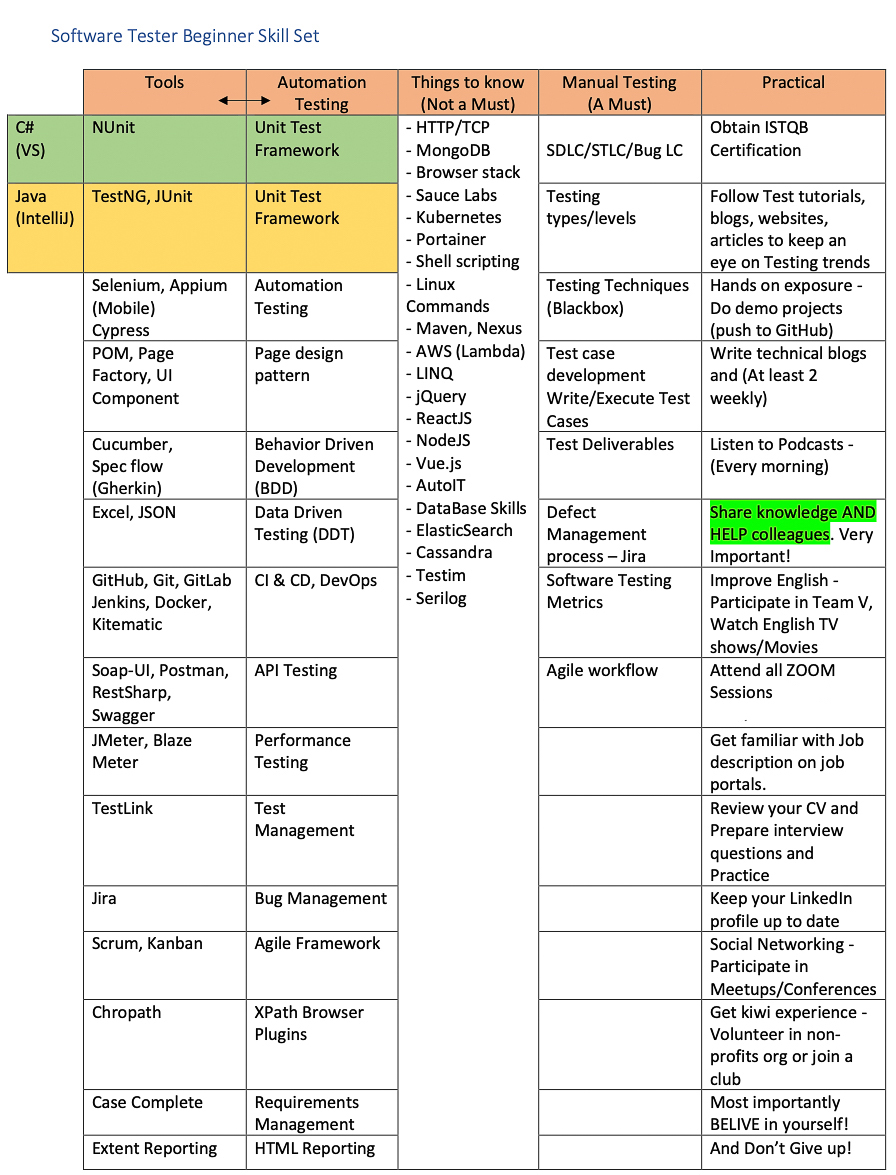 Software Tester Beginner Skill Set
Tools
Automation
Testing
Things to know
(Not a Must)
Manual Testing
(A Must)
Practical
C#
(VS)
NUnit
Unit Test
Framework
- HTTP/TCP
- MongoDB
- Browser stack
- Sauce Labs
- Kubernetes
- Portainer
- Shell scripting
- Linux
Commands
- Maven, Nexus
- AWS (Lambda)
- LINQ
- jQuery
- ReactJS
- NodeJS
- Vue.js
- AutoIT
- DataBase Skills
- ElasticSearch
- Cassandra
- Testim
- Serilog
SDLC/STLC/Bug LC
Obtain ISTQB
Certification
Java
(IntelliJ)
TestNG, JUnit
Unit Test
Framework
Testing
types/levels
Follow Test tutorials,
blogs, websites,
articles to keep an
eye on Testing trends
Selenium, Appium
(Mobile)
Cypress
Automation
Testing
Testing Techniques
(Blackbox)
Hands on exposure -
Do demo projects
(push to GitHub)
POM, Page
Factory, UI
Component
Page design
pattern
Test case
development
Write/Execute Test
Cases
Write technical blogs
and (At least 2
weekly)
Cucumber,
Spec flow
(Gherkin)
Behavior Driven
Development
(BDD)
Test Deliverables
Listen to Podcasts -
(Every morning)
Excel, JSON
Data Driven
Testing (DDT)
Defect
Management
process – Jira
Share knowledge AND
HELP colleagues. Very
Important!
GitHub, Git, GitLab
Jenkins, Docker,
Kitematic
CI & CD, DevOps
Software Testing
Metrics
Improve English -
Participate in Team V,
Watch English TV
shows/Movies
Soap-UI, Postman,
RestSharp,
Swagger
API Testing
Agile workflow
Attend all ZOOM
Sessions
JMeter, Blaze
Meter
Performance
Testing
Get familiar with Job
description on job
portals.
TestLink
Test
Management
Review your CV and
Prepare interview
questions and
Practice
Jira
Bug Management
Keep your LinkedIn
profile up to date
Scrum, Kanban
Agile Framework
Social Networking -
Participate in
Meetups/Conferences
Chropath
XPath Browser
Plugins
Get kiwi experience -
Volunteer in non-
profits org or join a
club
Case Complete
Requirements
Management
Most importantly
BELIVE in yourself!
Extent Reporting
HTML Reporting
And Don’t Give up!